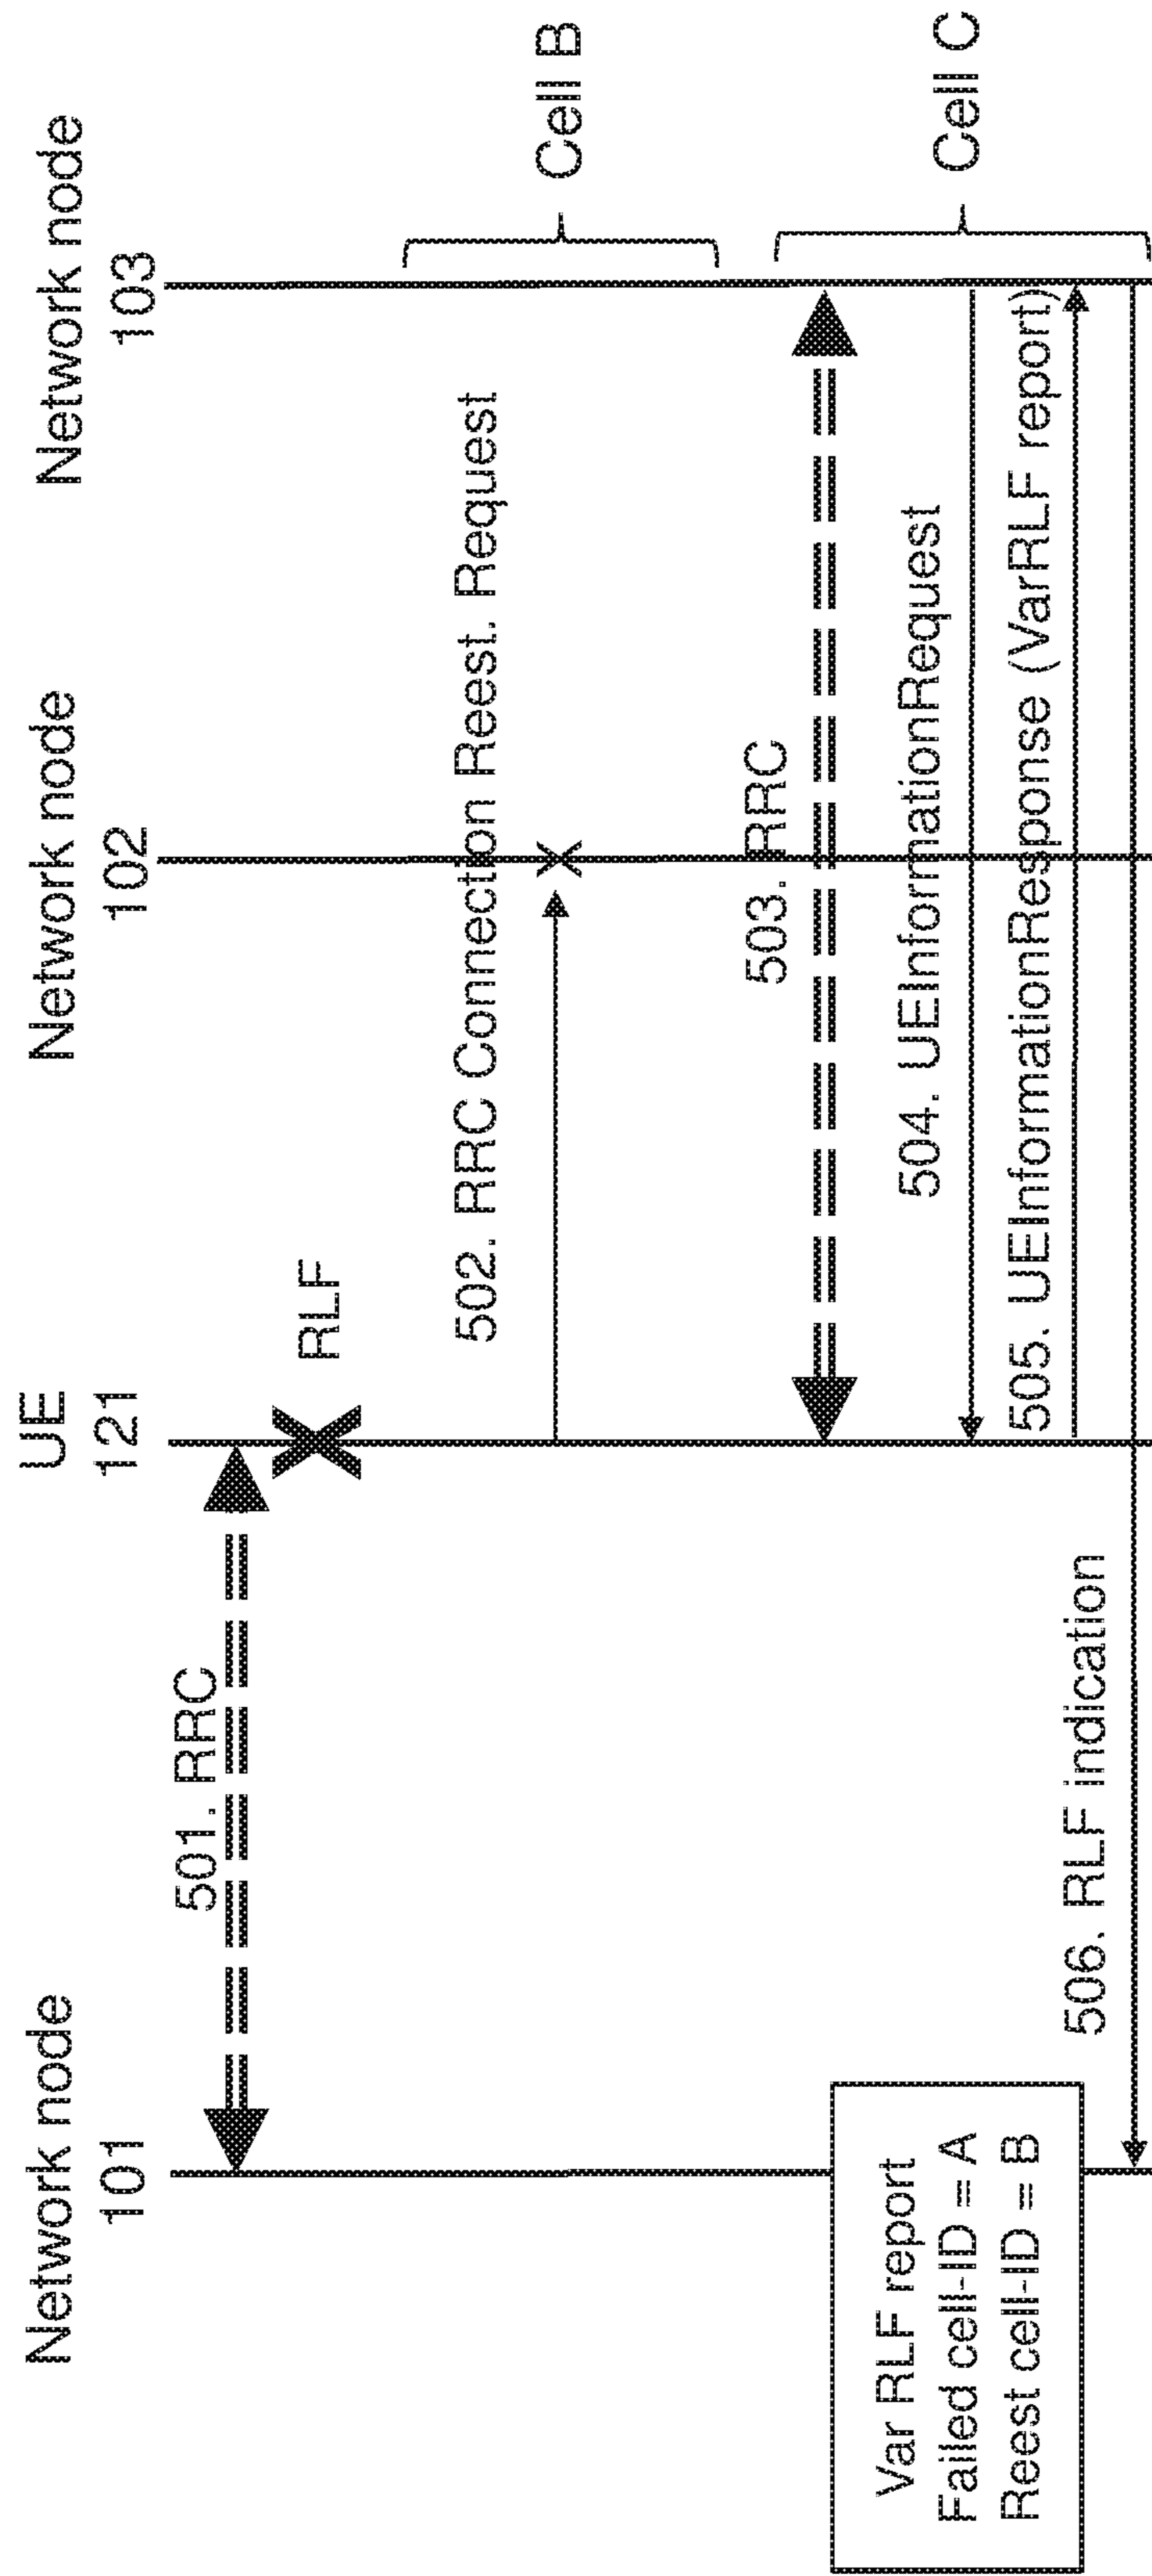 Network node
101
UE
121
Network node
102
Network node
103
501. RRC
RLF
502. RRC Connection Reest. Request
Cell B
503. RRC
504. UEInformationRequest
Cell C
505. UEInformationResponse (VarRLF report)
506. RLF indication
Var RLF report
Failed cell-ID = A
Reest cell-ID = B